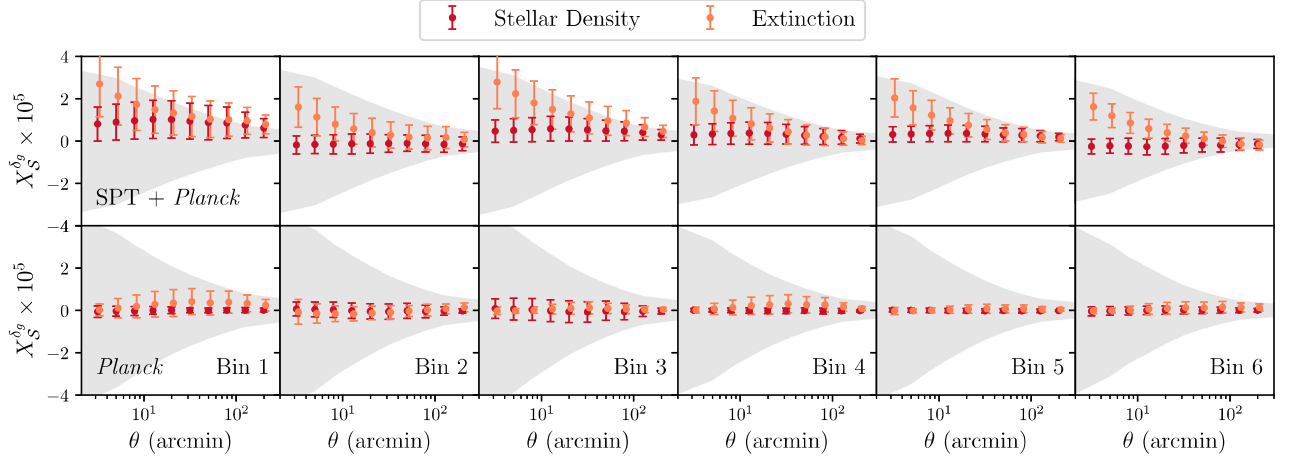 Stellar Density Extinction
4
2
0
−2
−4
X_S^{δ_g} × 10^5
SPT + Planck
2
0
−2
−4
X_S^{δ_g} × 10^5
Planck Bin 1 Bin 2 Bin 3 Bin 4 Bin 5 Bin 6
10^1 10^2 10^1 10^2 10^1 10^2 10^1 10^2 10^1 10^2 10^1 10^2
θ (arcmin) θ (arcmin) θ (arcmin) θ (arcmin) θ (arcmin) θ (arcmin)